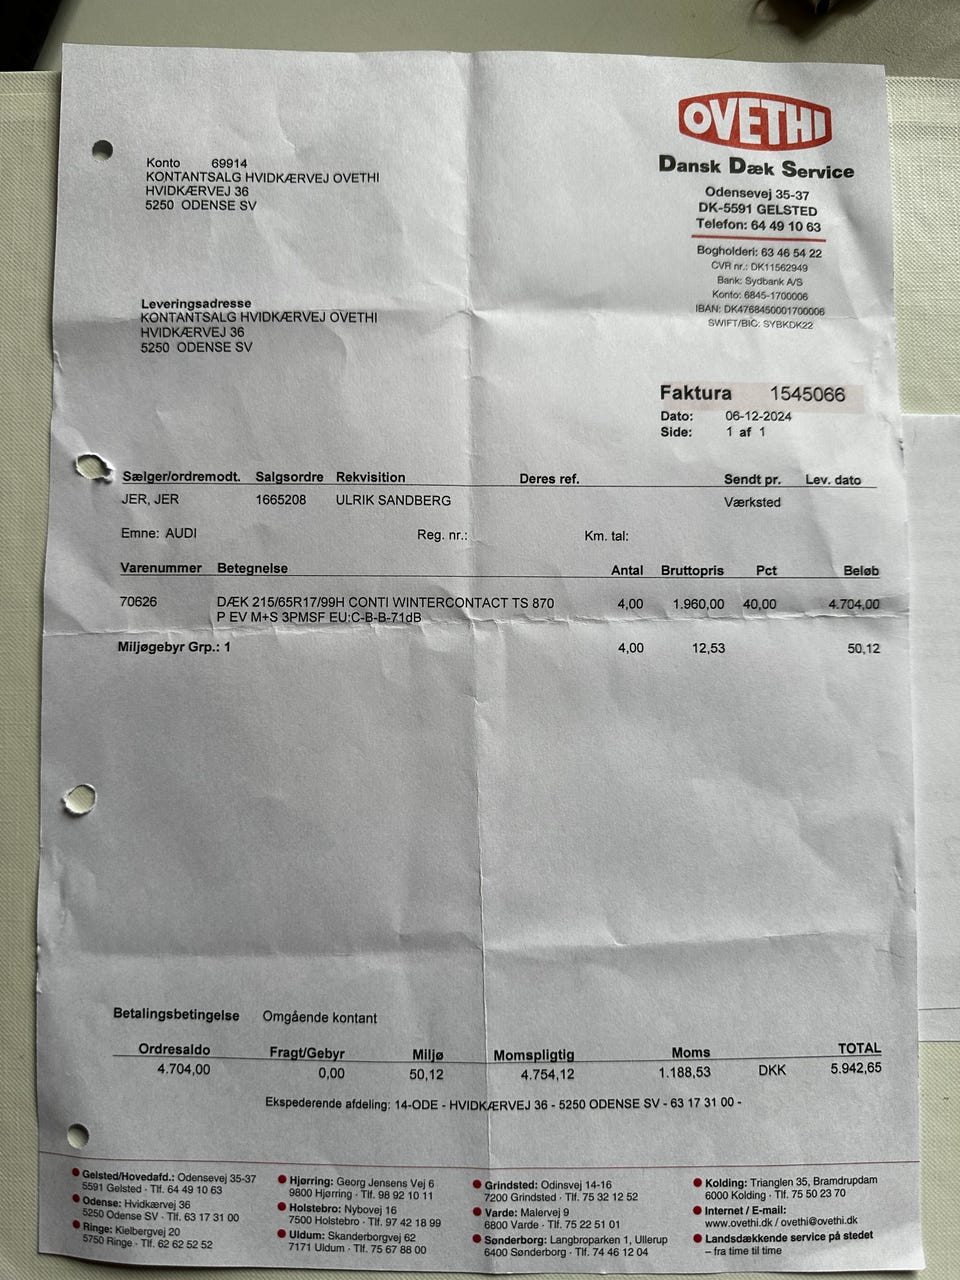 OVETHI
Dansk Dæk Service
Odensevej 35-37
DK-5591 GELSTED
Telefon: 64 49 10 63
Bogholderi: 63 46 54 22
CVR nr.: DK11562949
Bank: Sydbank A/S
Konto: 6845-1700006
IBAN: DK4768450001700006
SWIFT/BIC: SYBKDK22
Konto 69914
KONTANTSALG HVIDKÆRVEJ OVETHI
HVIDKÆRVEJ 36
5250 ODENSE SV
Leveringsadresse
KONTANTSALG HVIDKÆRVEJ OVETHI
HVIDKÆRVEJ 36
5250 ODENSE SV
Faktura 1545066
Dato: 06-12-2024
Side: 1 af 1
Sælger/ordremodt. Salgsordre Rekvisition Deres ref. Sendt pr. Lev. dato
JER, JER 1665208 ULRIK SANDBERG Værksted
Emne: AUDI Reg. nr.: Km. tal:
Varenummer Betegnelse Antal Bruttopris Pct Beløb
70626 DÆK 215/65R17/99H CONTI WINTERCONTACT TS 870 4,00 1.960,00 40,00 4.704,00
P EV M+S 3PMSF EU:C-B-B-71dB
Miljøgebyr Grp.: 1 4,00 12,53 50,12
Betalingsbetingelse Omgående kontant
Ordresaldo Fragt/Gebyr Miljø Momspligtig Moms TOTAL
4.704,00 0,00 50,12 4.754,12 1.188,53 DKK 5.942,65
Ekspederende afdeling: 14-ODE - HVIDKÆRVEJ 36 - 5250 ODENSE SV - 63 17 31 00 -
Gelsted/Hovedafd.: Odensevej 35-37
5591 Gelsted · Tlf. 64 49 10 63
Odense: Hvidkærvej 36
5250 Odense SV · Tlf. 63 17 31 00
Ringe: Kielbergvej 20
5750 Ringe · Tlf. 62 62 52 52
Hjørring: Georg Jensens Vej 6
9800 Hjørring · Tlf. 98 92 10 11
Holstebro: Nybovej 16
7500 Holstebro · Tlf. 97 42 18 99
Uldum: Skanderborgvej 62
7171 Uldum · Tlf. 75 67 88 00
Grindsted: Odinsvej 14-16
7200 Grindsted · Tlf. 75 32 12 52
Varde: Malervej 9
6800 Varde · Tlf. 75 22 51 01
Sønderborg: Langbroparken 1, Ullerup
6400 Sønderborg · Tlf. 74 46 12 04
Kolding: Trianglen 35, Bramdrupdam
6000 Kolding · Tlf. 75 50 23 70
Internet / E-mail:
www.ovethi.dk / ovethi@ovethi.dk
Landsdækkende service på stedet
– fra time til time